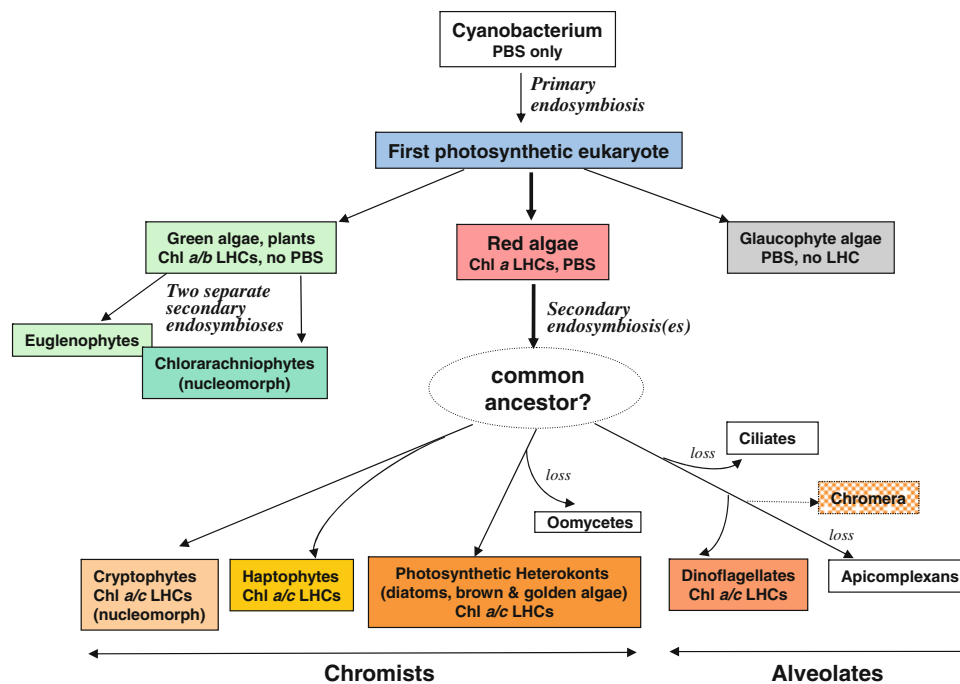 Cyanobacterium
PBS only
Primary
endosymbiosis
First photosynthetic eukaryote
Green algae, plants
Chl a/b LHCs, no PBS
Red algae
Chl a LHCs, PBS
Glaucophyte algae
PBS, no LHC
Two separate
secondary
endosymbioses
Secondary
endosymbiosis(es)
Euglenophytes
Chlorarachniophytes
(nucleomorph)
common
ancestor?
Ciliates
loss
loss
Chromera
Oomycetes
loss
Cryptophytes
Chl a/c LHCs
(nucleomorph)
Haptophytes
Chl a/c LHCs
Photosynthetic Heterokonts
(diatoms, brown & golden algae)
Chl a/c LHCs
Dinoflagellates
Chl a/c LHCs
Apicomplexans
Chromists
Alveolates